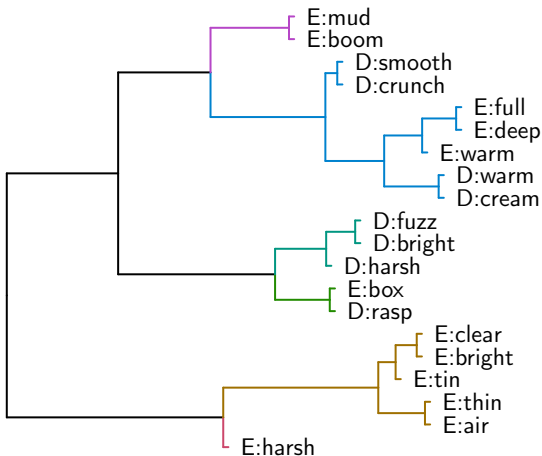 E:mud
E:boom
D:smooth
D:crunch
E:full
E:deep
E:warm
D:warm
D:cream
D:fuzz
D:bright
D:harsh
E:box
D:rasp
E:clear
E:bright
E:tin
E:thin
E:air
E:harsh